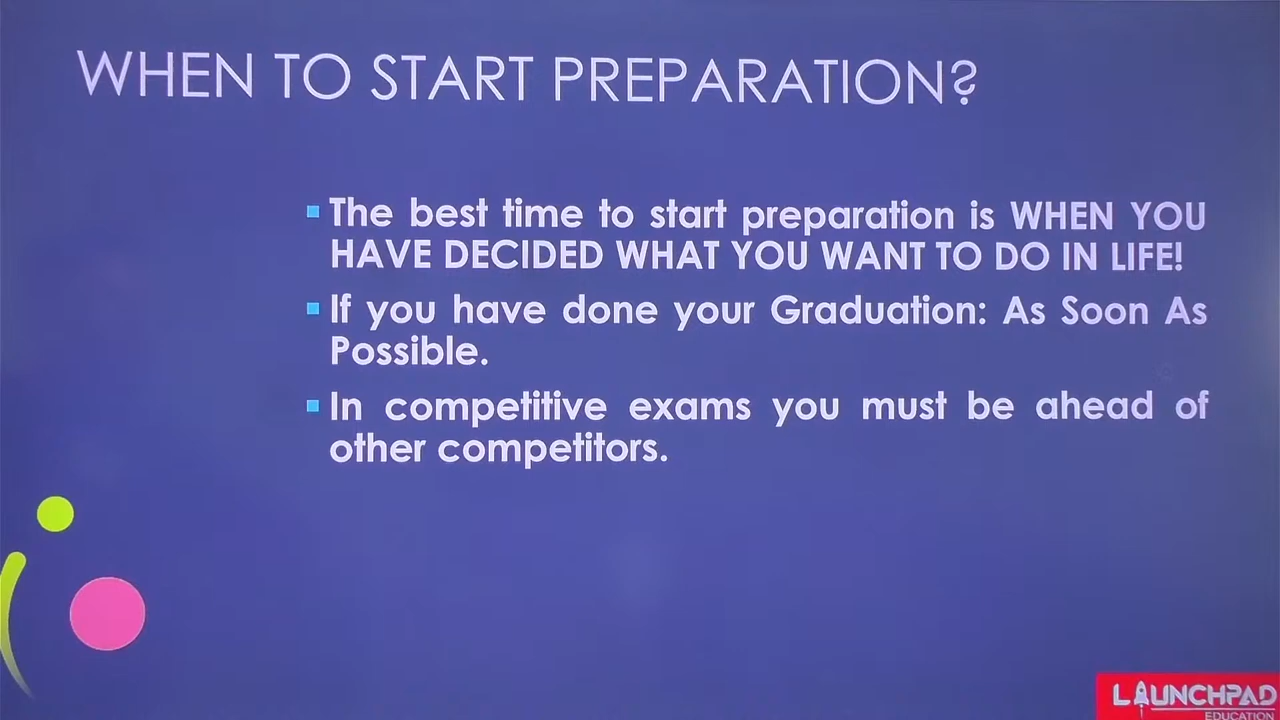 WHEN TO START PREPARATION?
The best time to start preparation is WHEN YOU
HAVE DECIDED WHAT YOU WANT TO DO IN LIFE!
If you have done your Graduation: As Soon As
Possible.
In competitive exams you must be ahead of
other competitors.
LAUNCHPAD
EDUCATION